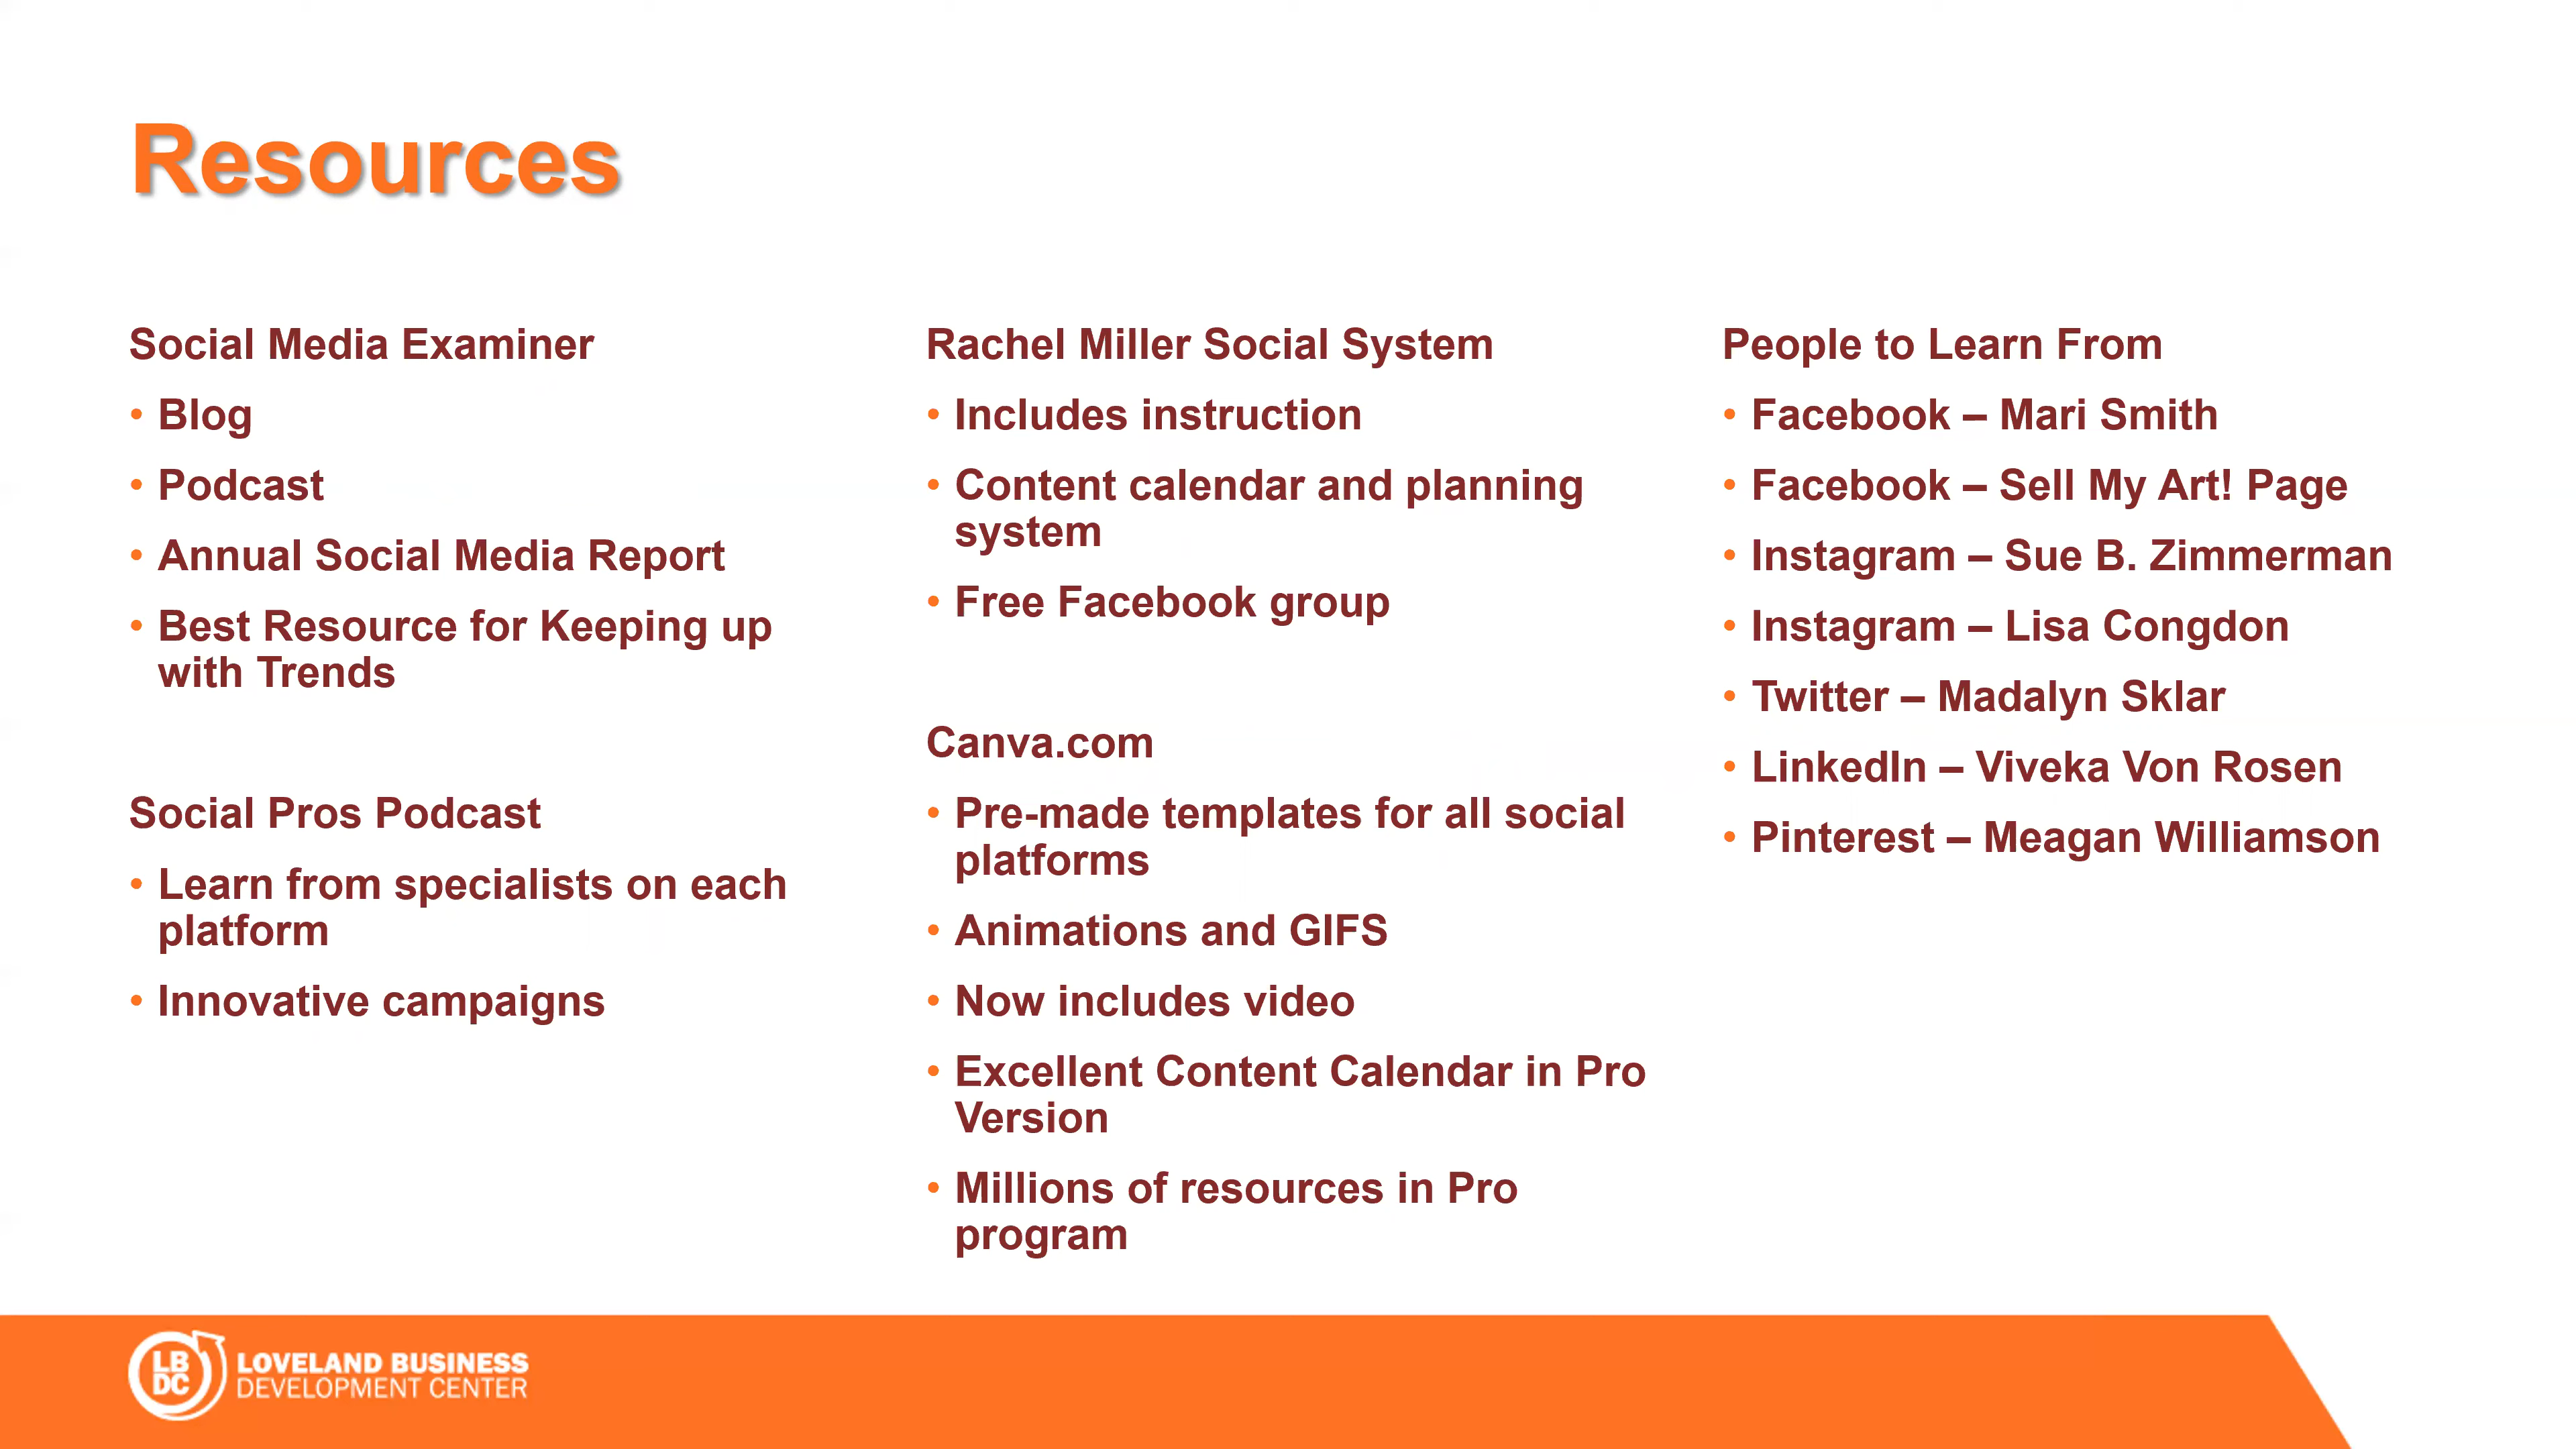 Resources
Social Media Examiner
• Blog
• Podcast
• Annual Social Media Report
• Best Resource for Keeping up
with Trends
Social Pros Podcast
• Learn from specialists on each
platform
• Innovative campaigns
Rachel Miller Social System
• Includes instruction
• Content calendar and planning
system
• Free Facebook group
Canva.com
• Pre-made templates for all social
platforms
• Animations and GIFS
• Now includes video
• Excellent Content Calendar in Pro
Version
• Millions of resources in Pro
program
People to Learn From
• Facebook – Mari Smith
• Facebook – Sell My Art! Page
• Instagram – Sue B. Zimmerman
• Instagram – Lisa Congdon
• Twitter – Madalyn Sklar
• LinkedIn – Viveka Von Rosen
• Pinterest – Meagan Williamson
LB
DC
LOVELAND BUSINESS
DEVELOPMENT CENTER